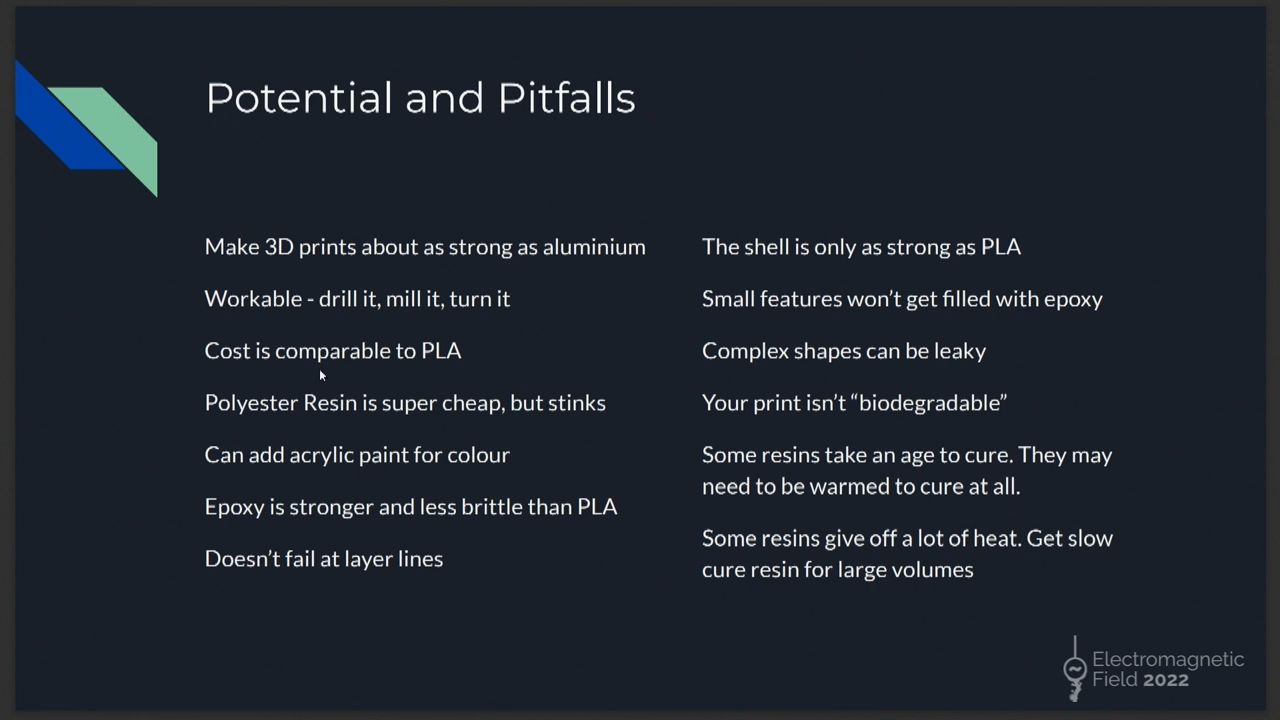 Potential and Pitfalls
Make 3D prints about as strong as aluminium
Workable - drill it, mill it, turn it
Cost is comparable to PLA
Polyester Resin is super cheap, but stinks
Can add acrylic paint for colour
Epoxy is stronger and less brittle than PLA
Doesn’t fail at layer lines
The shell is only as strong as PLA
Small features won’t get filled with epoxy
Complex shapes can be leaky
Your print isn’t “biodegradable”
Some resins take an age to cure. They may
need to be warmed to cure at all.
Some resins give off a lot of heat. Get slow
cure resin for large volumes
Electromagnetic
Field 2022